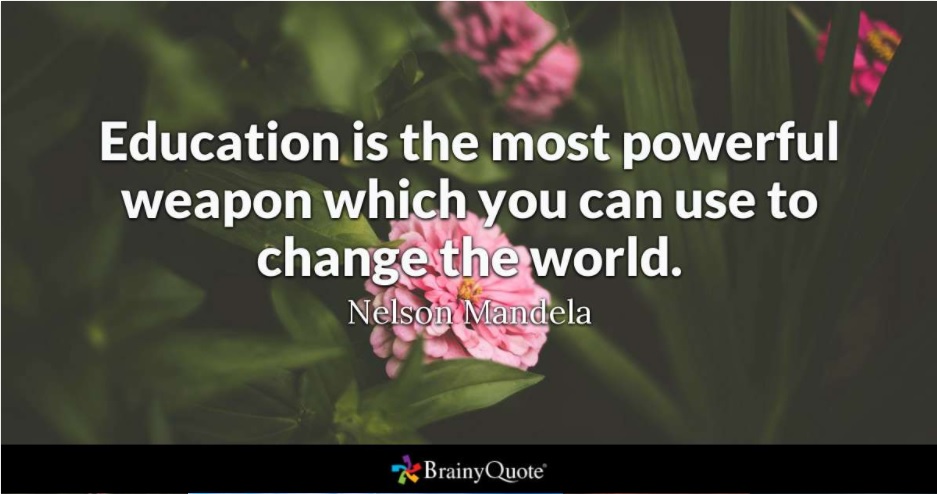 Education is the most powerful
weapon which you can use to
change the world.
Nelson Mandela
BrainyQuote®